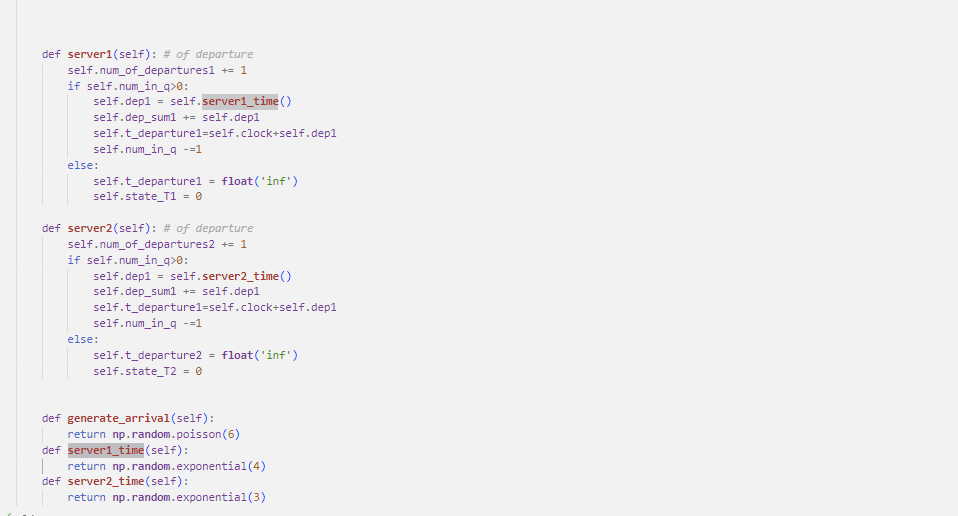 def server1(self): # of departure
self.num_of_departures1 += 1
if self.num_in_q>0:
self.dep1 = self.server1_time()
self.dep_sum1 += self.dep1
self.t_departure1=self.clock+self.dep1
self.num_in_q -=1
else:
self.t_departure1 = float('inf')
self.state_T1 = 0
def server2(self): # of departure
self.num_of_departures2 += 1
if self.num_in_q>0:
self.dep1 = self.server2_time()
self.dep_sum1 += self.dep1
self.t_departure1=self.clock+self.dep1
self.num_in_q -=1
else:
self.t_departure2 = float('inf')
self.state_T2 = 0
def generate_arrival(self):
return np.random.poisson(6)
def server1_time(self):
return np.random.exponential(4)
def server2_time(self):
return np.random.exponential(3)